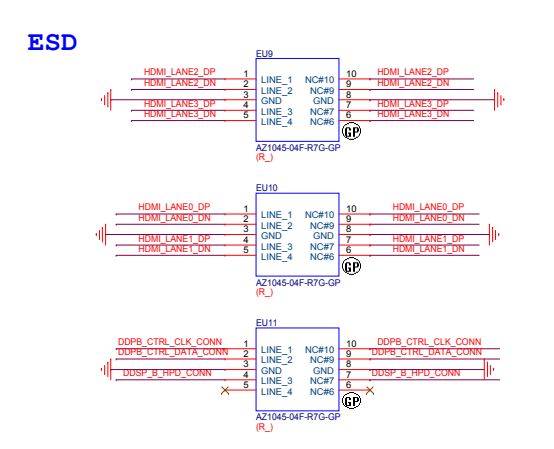 ESD
EU9
HDMI_LANE2_DP 1 LINE_1 NC#10 10 HDMI_LANE2_DP
HDMI_LANE2_DN 2 LINE_2 NC#9 9 HDMI_LANE2_DN
3 GND GND 8
HDMI_LANE3_DP 4 LINE_3 NC#7 7 HDMI_LANE3_DP
HDMI_LANE3_DN 5 LINE_4 NC#6 6 HDMI_LANE3_DN
GP
AZ1045-04F-R7G-GP
(R_)
EU10
HDMI_LANE0_DP 1 LINE_1 NC#10 10 HDMI_LANE0_DP
HDMI_LANE0_DN 2 LINE_2 NC#9 9 HDMI_LANE0_DN
3 GND GND 8
HDMI_LANE1_DP 4 LINE_3 NC#7 7 HDMI_LANE1_DP
HDMI_LANE1_DN 5 LINE_4 NC#6 6 HDMI_LANE1_DN
GP
AZ1045-04F-R7G-GP
(R_)
EU11
DDPB_CTRL_CLK_CONN 1 LINE_1 NC#10 10 DDPB_CTRL_CLK_CONN
DDPB_CTRL_DATA_CONN 2 LINE_2 NC#9 9 DDPB_CTRL_DATA_CONN
3 GND GND 8
DDSP_B_HPD_CONN 4 LINE_3 NC#7 7 DDSP_B_HPD_CONN
5 LINE_4 NC#6 6
GP
AZ1045-04F-R7G-GP
(R_)